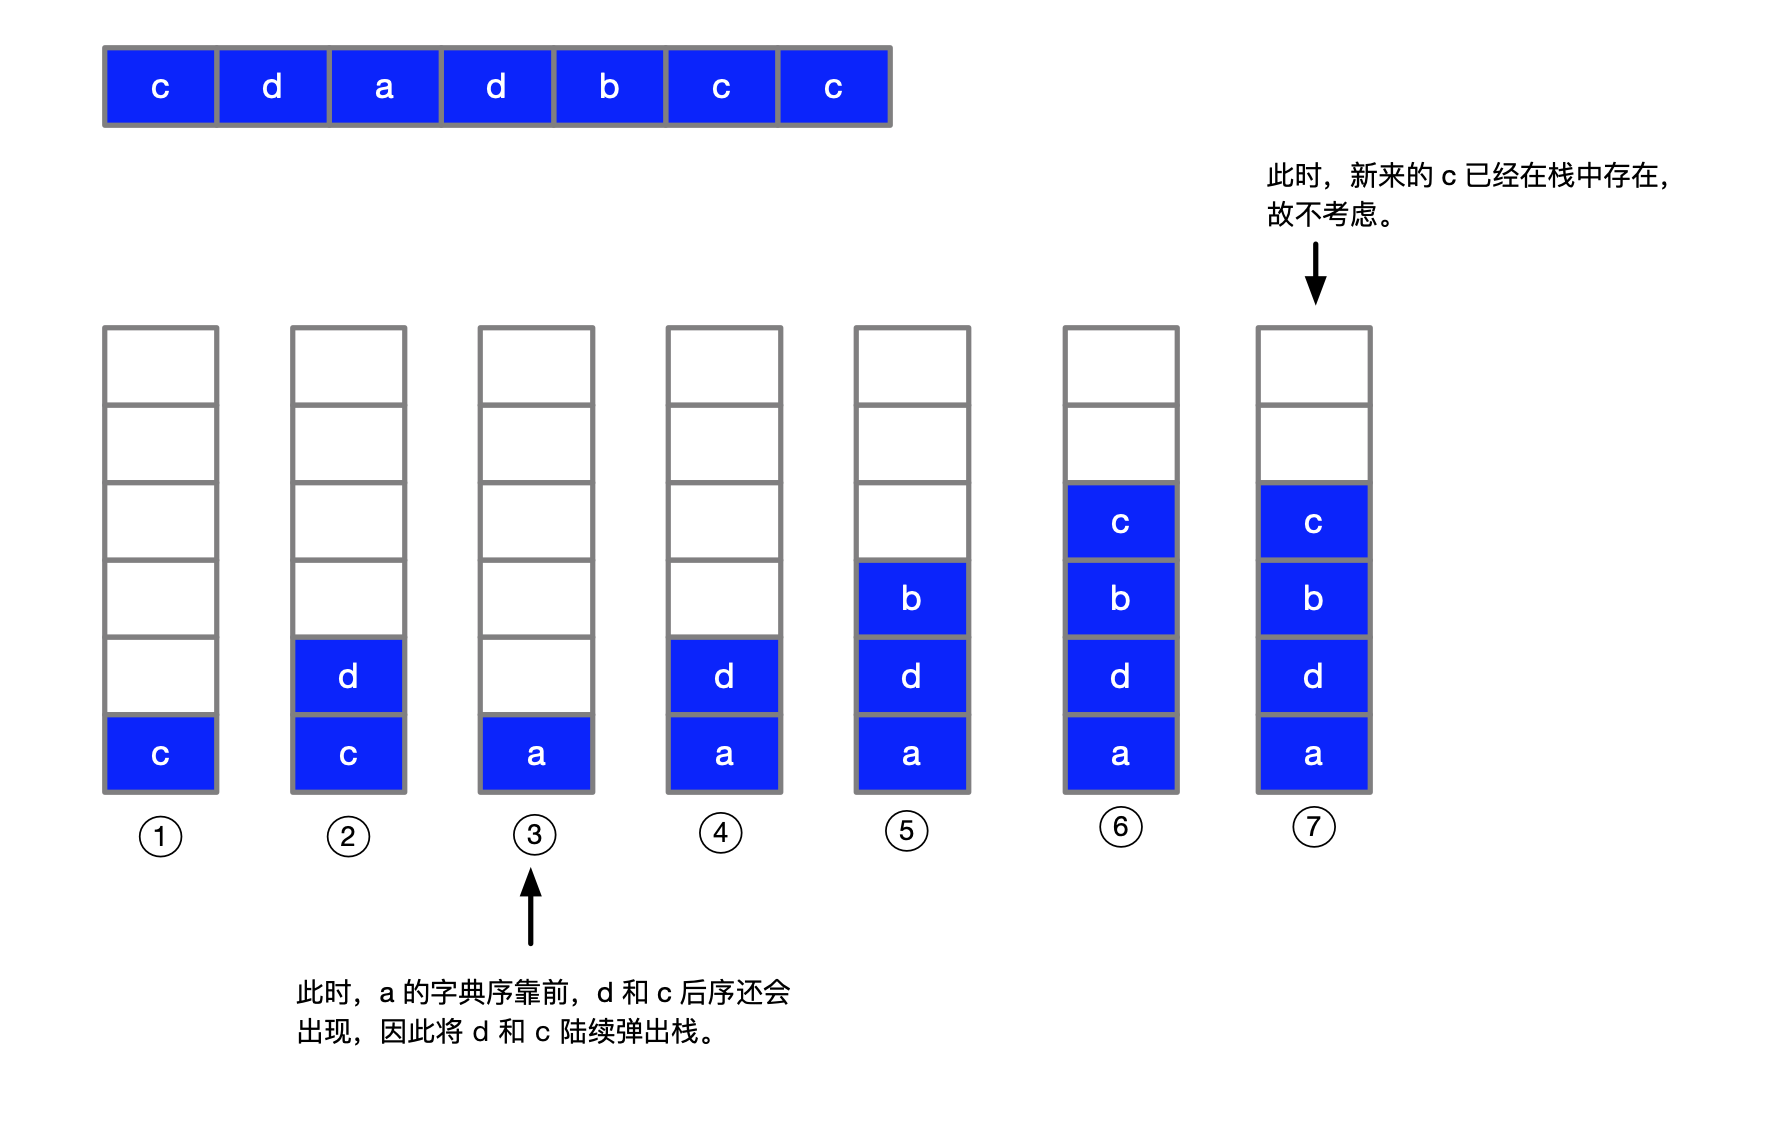 c d a d b c c
此时，新来的 c 已经在栈中存在，
故不考虑。
c c
b b b
d d d d d
c c a a a a a
① ② ③ ④ ⑤ ⑥ ⑦
此时，a 的字典序靠前，d 和 c 后序还会
出现，因此将 d 和 c 陆续弹出栈。